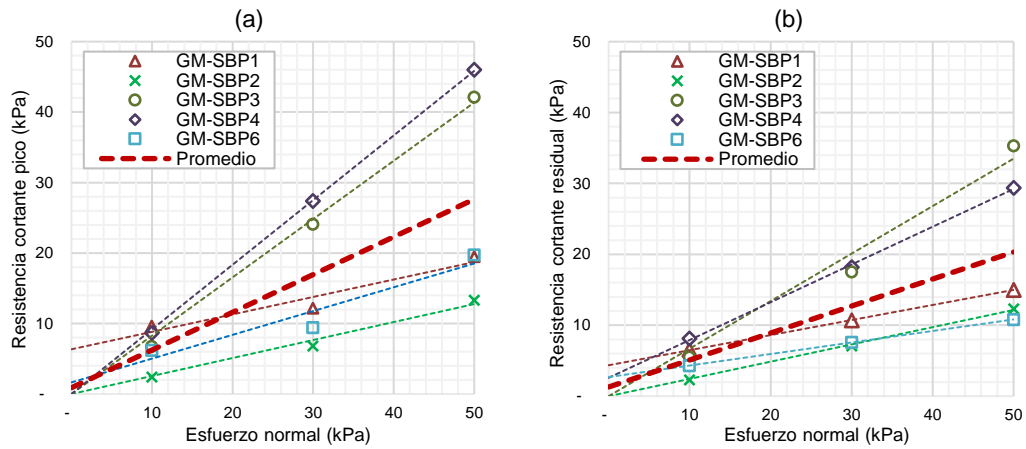 (a)
Resistencia cortante pico (kPa)
50
40
30
20
10
-
GM-SBP1
GM-SBP2
GM-SBP3
GM-SBP4
GM-SBP6
Promedio
- 10 20 30 40 50
Esfuerzo normal (kPa)
(b)
Resistencia cortante residual (kPa)
50
40
30
20
10
-
GM-SBP1
GM-SBP2
GM-SBP3
GM-SBP4
GM-SBP6
Promedio
- 10 20 30 40 50
Esfuerzo normal (kPa)